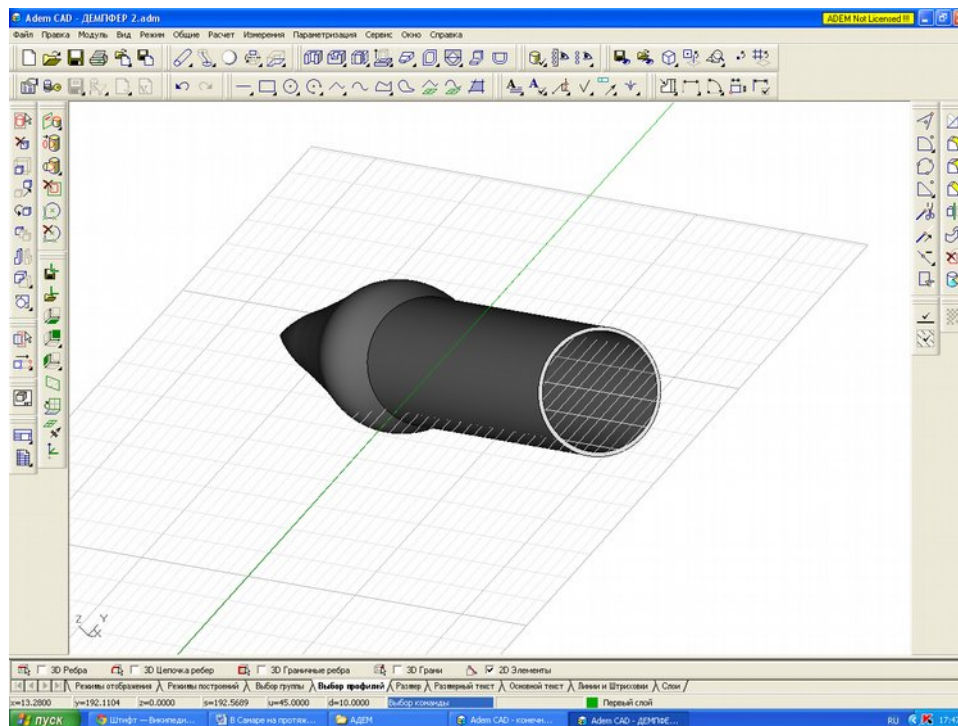 Adem CAD - ДЕМПФЕР 2.adm
ADEM Not Licensed !!!
Файл Правка Модуль Вид Режим Общие Расчет Измерения Параметризация Сервис Окно Справка
Z Y
X
3D Ребра 3D Цепочка ребер 3D Граничные ребра 3D Грани 2D Элементы
Режимы отображения Режимы построений Выбор группы Выбор профилей Размер Размерный текст Основной текст Линии и Штриховки Слои
x=13.2800 y=192.1104 z=0.0000 s=192.5689 u=45.0000 d=10.0000 Выбор команды Первый слой
пуск Штифт — Википеди... В Самаре на протяж... АДЕМ Adem CAD - конечн... Adem CAD - ДЕМПФЕ... RU